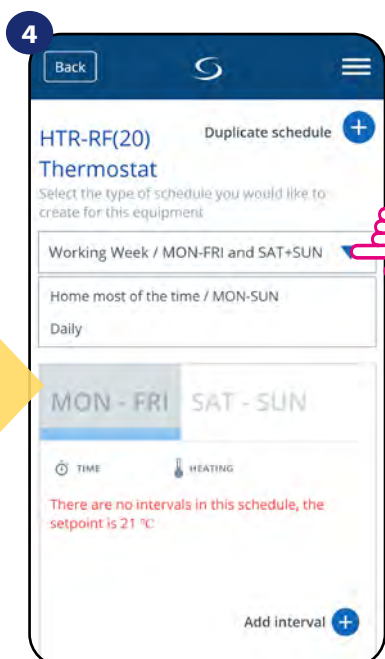 4
Back
HTR-RF(20)
Thermostat
Duplicate schedule
Select the type of schedule you would like to
create for this equipment
Working Week / MON-FRI and SAT+SUN
Home most of the time / MON-SUN
Daily
MON - FRI SAT - SUN
TIME HEATING
There are no intervals in this schedule, the
setpoint is 21 °C
Add interval